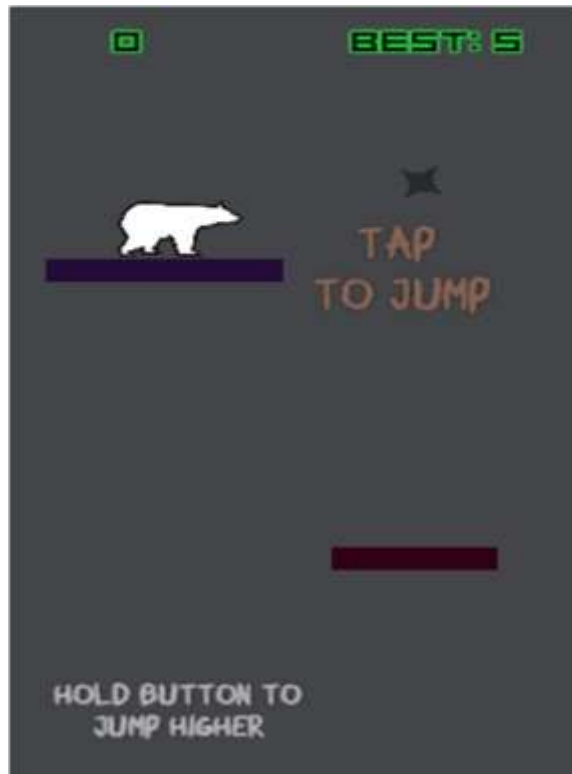 0 BEST: 5
TAP
TO JUMP
HOLD BUTTON TO
JUMP HIGHER